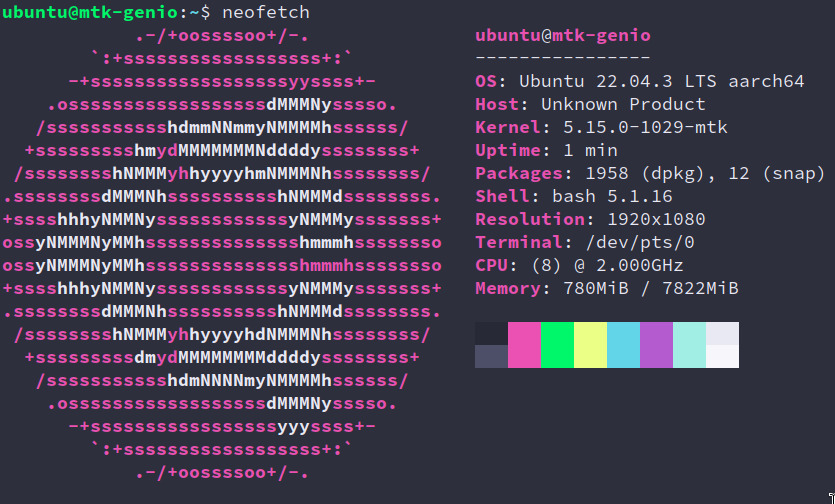 ubuntu@mtk-genio:~$ neofetch
.-/+oossssoo+/-.
`:+ssssssssssssssssss+:`
-+ssssssssssssssssssyyssss+-
.ossssssssssssssssssdMMMNysssso.
/ssssssssssshdmmNNmmyNMMMMhssssss/
+ssssssssshmydMMMMMMMNddddyssssssss+
/sssssssshNMMMyhhyyyyhmNMMMNhssssssss/
.ssssssssdMMMNhsssssssssshNMMMdssssssss.
+sssshhhyNMMNyssssssssssssyNMMMysssssss+
ossyNMMMNyMMhsssssssssssssshmmmhssssssso
ossyNMMMNyMMhsssssssssssssshmmmhssssssso
+sssshhhyNMMNyssssssssssssyNMMMysssssss+
.ssssssssdMMMNhsssssssssshNMMMdssssssss.
/sssssssshNMMMyhhyyyyhdNMMMNhssssssss/
+sssssssssdmydMMMMMMMMddddyssssssss+
/ssssssssssshdmNNNNmyNMMMMhssssss/
.ossssssssssssssssssdMMMNysssso.
-+sssssssssssssssssyyyssss+-
`:+ssssssssssssssssss+:`
.-/+oossssoo+/-.
ubuntu@mtk-genio
----------------
OS: Ubuntu 22.04.3 LTS aarch64
Host: Unknown Product
Kernel: 5.15.0-1029-mtk
Uptime: 1 min
Packages: 1958 (dpkg), 12 (snap)
Shell: bash 5.1.16
Resolution: 1920x1080
Terminal: /dev/pts/0
CPU: (8) @ 2.000GHz
Memory: 780MiB / 7822MiB